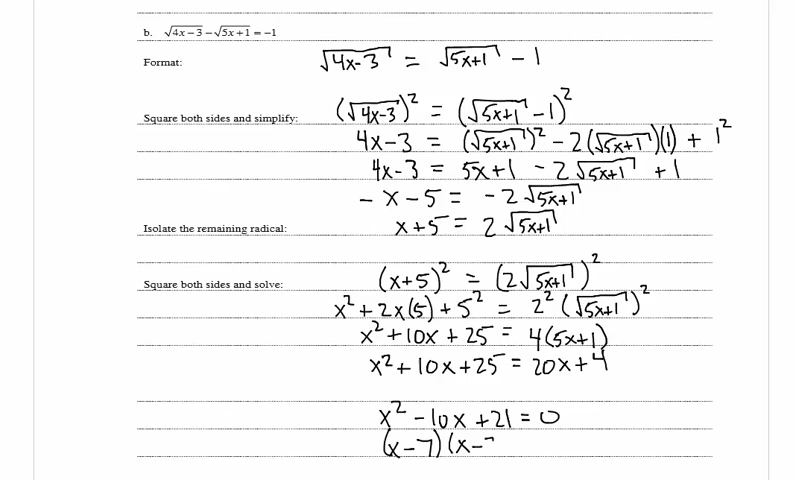 b. √(4x−3) − √(5x+1) = −1
Format: √(4x-3) = √(5x+1) - 1
Square both sides and simplify: (√(4x-3))² = (√(5x+1) - 1)²
4x-3 = (√(5x+1))² - 2(√(5x+1))(1) + 1²
4x-3 = 5x+1 - 2√(5x+1) + 1
-x-5 = -2√(5x+1)
Isolate the remaining radical: x+5 = 2√(5x+1)
Square both sides and solve: (x+5)² = (2√(5x+1))²
x²+2x(5)+5² = 2²(√(5x+1))²
x²+10x+25 = 4(5x+1)
x²+10x+25 = 20x+4
x²-10x+21 = 0
(x-7)(x-